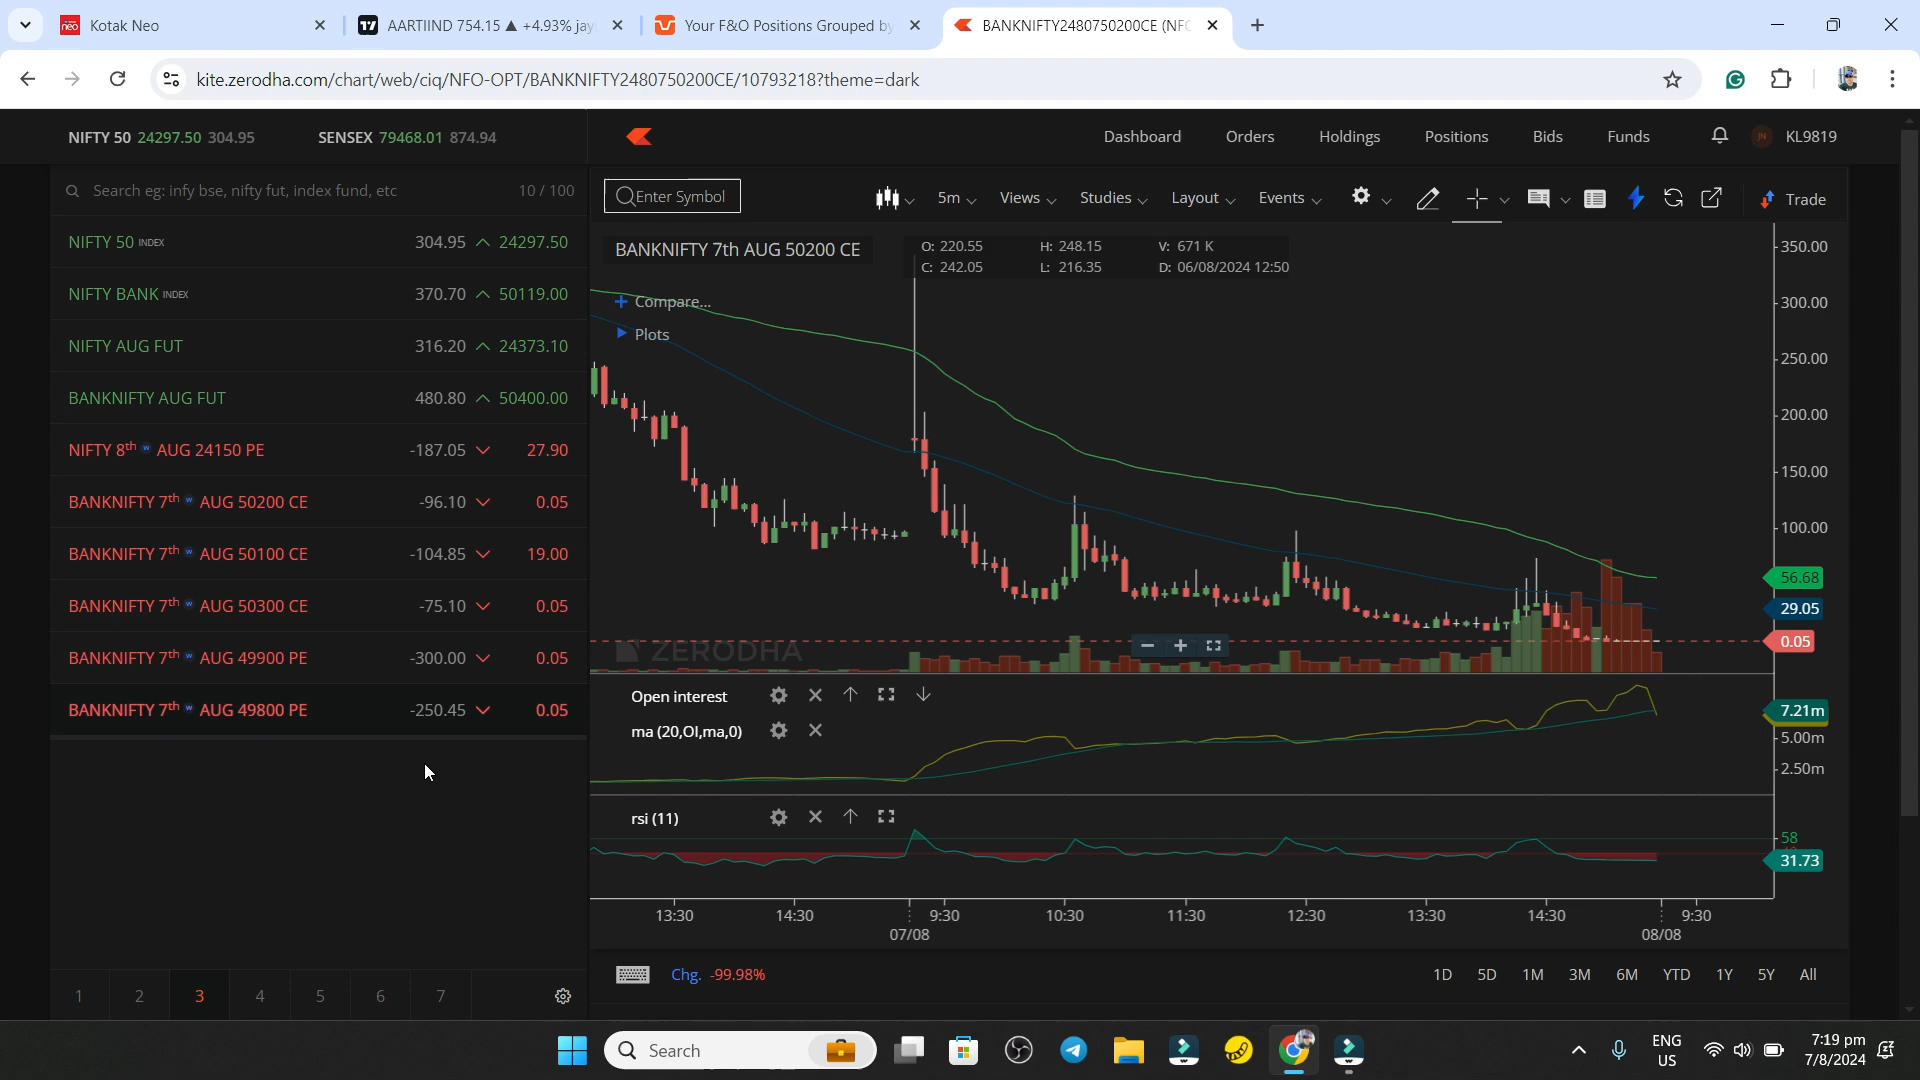 Kotak Neo
AARTIIND 754.15 ▲ +4.93% jay
Your F&O Positions Grouped by
BANKNIFTY2480750200CE (NFO
kite.zerodha.com/chart/web/ciq/NFO-OPT/BANKNIFTY2480750200CE/10793218?theme=dark
NIFTY 50 24297.50 304.95
SENSEX 79468.01 874.94
Dashboard
Orders
Holdings
Positions
Bids
Funds
JN
KL9819
Search eg: infy bse, nifty fut, index fund, etc
10 / 100
NIFTY 50 INDEX 304.95 24297.50
NIFTY BANK INDEX 370.70 50119.00
NIFTY AUG FUT 316.20 24373.10
BANKNIFTY AUG FUT 480.80 50400.00
NIFTY 8th w AUG 24150 PE -187.05 27.90
BANKNIFTY 7th w AUG 50200 CE -96.10 0.05
BANKNIFTY 7th w AUG 50100 CE -104.85 19.00
BANKNIFTY 7th w AUG 50300 CE -75.10 0.05
BANKNIFTY 7th w AUG 49900 PE -300.00 0.05
BANKNIFTY 7th w AUG 49800 PE -250.45 0.05
1 2 3 4 5 6 7
Enter Symbol
5m
Views
Studies
Layout
Events
Trade
BANKNIFTY 7th AUG 50200 CE
O: 220.55 H: 248.15 V: 671 K
C: 242.05 L: 216.35 D: 06/08/2024 12:50
Compare...
Plots
350.00
300.00
250.00
200.00
150.00
100.00
56.68
29.05
0.05
ZERODHA
Open interest
ma (20,OI,ma,0)
7.21m
5.00m
2.50m
rsi (11)
58
31.73
13:30 14:30 9:30 10:30 11:30 12:30 13:30 14:30 9:30
07/08 08/08
Chg. -99.98%
1D 5D 1M 3M 6M YTD 1Y 5Y All
Search
ENG
US
7:19 pm
7/8/2024